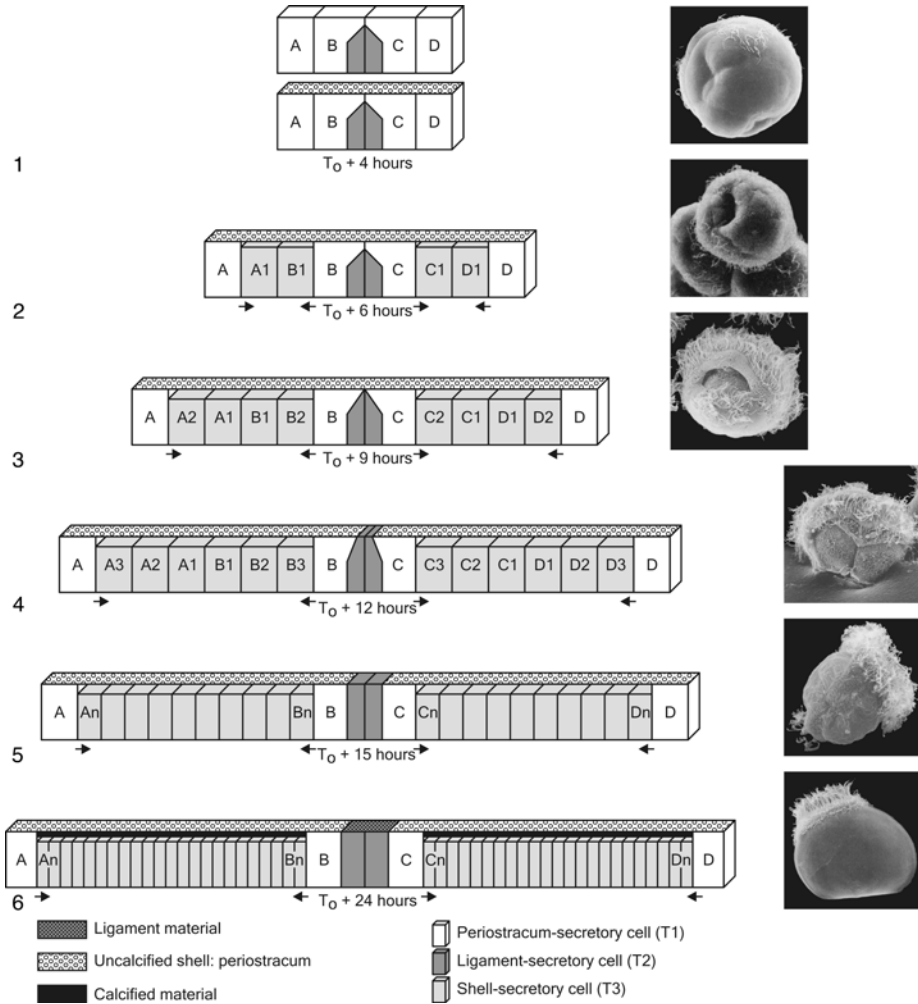 A B C D
A B C D
1
To + 4 hours
A A1 B1 B C C1 D1 D
2
To + 6 hours
A A2 A1 B1 B2 B C C2 C1 D1 D2 D
3
To + 9 hours
A A3 A2 A1 B1 B2 B3 B C C3 C2 C1 D1 D2 D3 D
4
To + 12 hours
A An Bn B C Cn Dn D
5
To + 15 hours
A An Bn B C Cn Dn D
6
To + 24 hours
Ligament material
Uncalcified shell: periostracum
Calcified material
Periostracum-secretory cell (T1)
Ligament-secretory cell (T2)
Shell-secretory cell (T3)